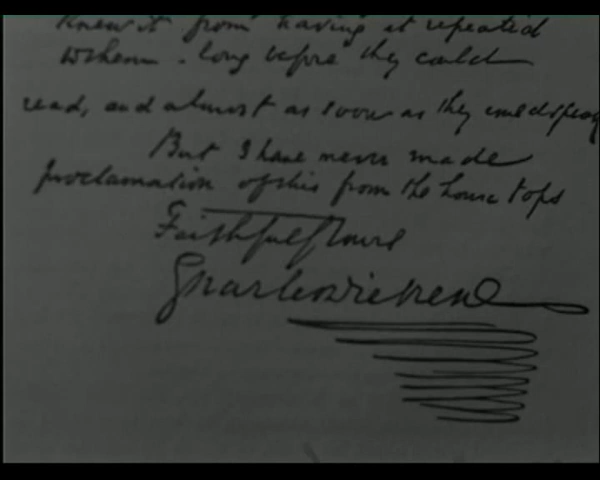 knew it from having it repeated
to them - long before they could
read, and almost as soon as they could speak
But I have never made
proclamation of this from the house tops
Faithfully Yours
Charles Dickens